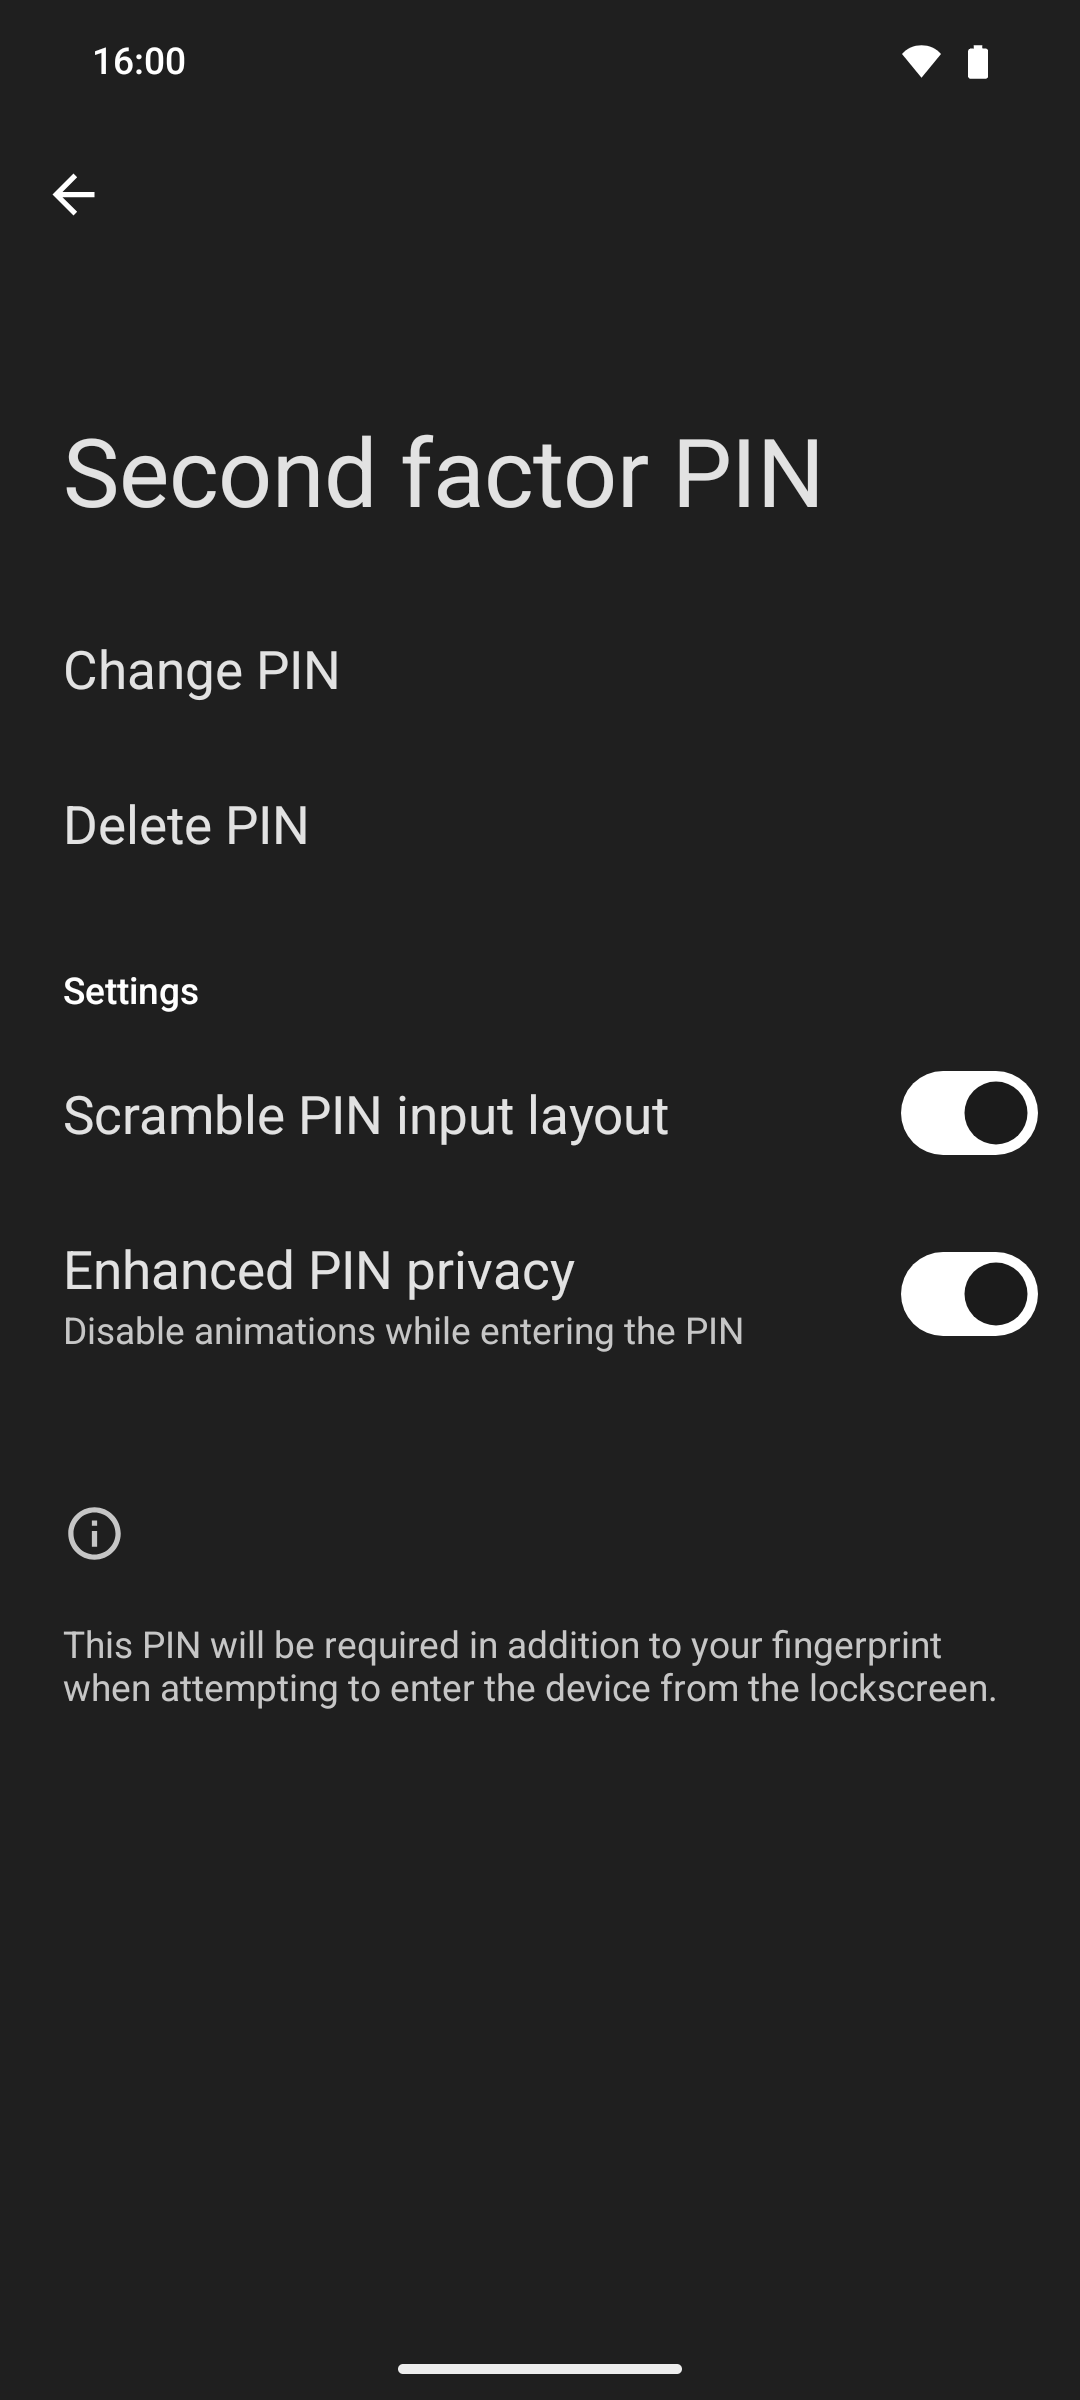 16:00
Second factor PIN
Change PIN
Delete PIN
Settings
Scramble PIN input layout
Enhanced PIN privacy
Disable animations while entering the PIN
This PIN will be required in addition to your fingerprint
when attempting to enter the device from the lockscreen.